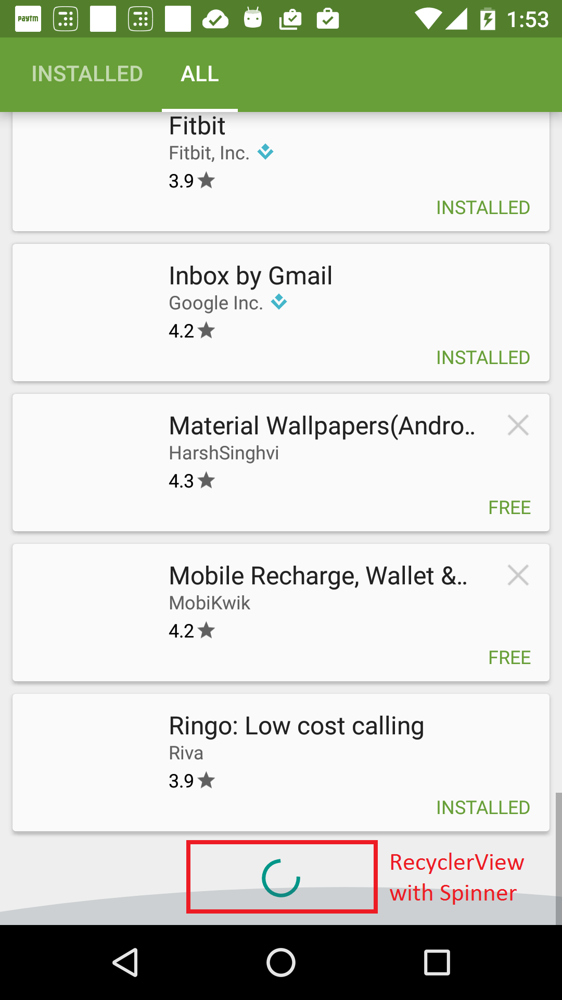 paytm
1:53
INSTALLED ALL
Fitbit
Fitbit, Inc.
3.9
INSTALLED
Inbox by Gmail
Google Inc.
4.2
INSTALLED
Material Wallpapers(Andro..
HarshSinghvi
4.3
FREE
Mobile Recharge, Wallet &..
MobiKwik
4.2
FREE
Ringo: Low cost calling
Riva
3.9
INSTALLED
RecyclerView
with Spinner